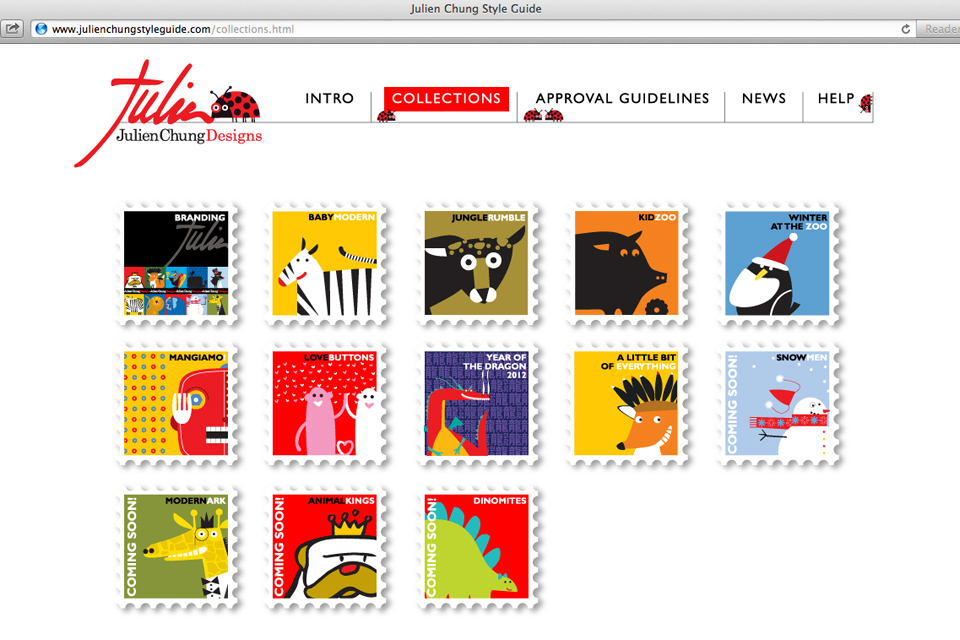 Julien Chung Style Guide
www.julienchungstyleguide.com/collections.html
Reader
Julien
JulienChungDesigns
INTRO
COLLECTIONS
APPROVAL GUIDELINES
NEWS
HELP
BRANDING
Julien
BABYMODERN
JUNGLERUMBLE
KIDZOO
WINTER
AT THE ZOO
MANGIAMO
LOVEBUTTONS
YEAR OF
THE DRAGON
2012
A LITTLE BIT
OF EVERYTHING
COMING SOON!
SNOWMEN
COMING SOON!
MODERNARK
COMING SOON!
ANIMALKINGS
COMING SOON!
DINOMITES